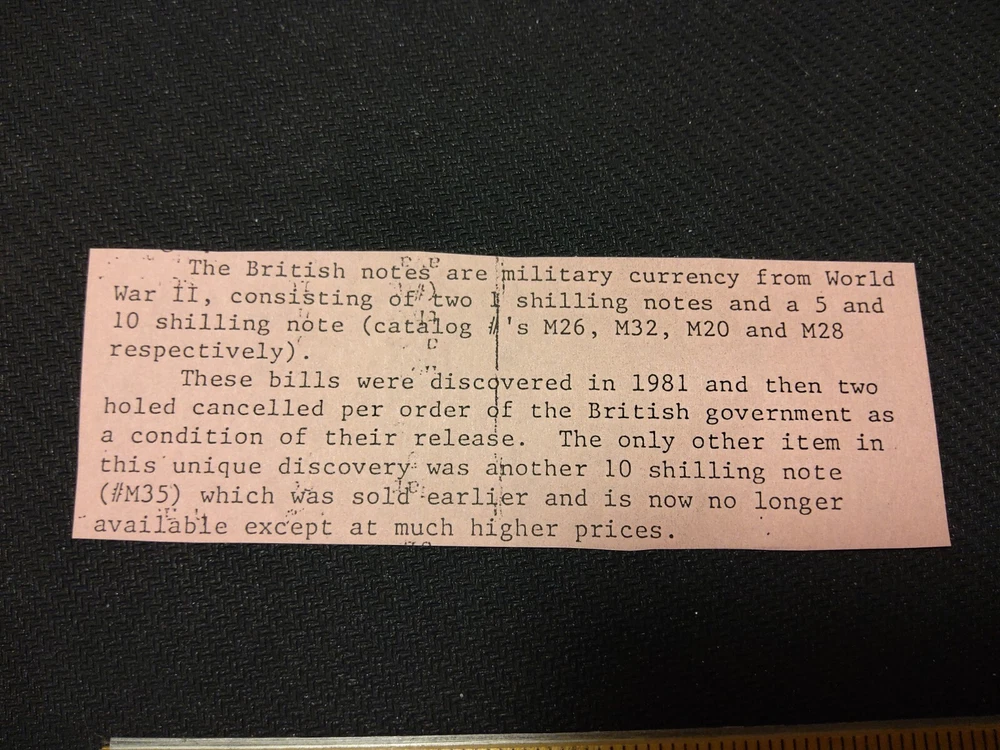 The British notes are military currency from World
War II, consisting of two 1 shilling notes and a 5 and
10 shilling note (catalog #'s M26, M32, M20 and M28
respectively).
These bills were discovered in 1981 and then two
holed cancelled per order of the British government as
a condition of their release. The only other item in
this unique discovery was another 10 shilling note
(#M35) which was sold earlier and is now no longer
available except at much higher prices.